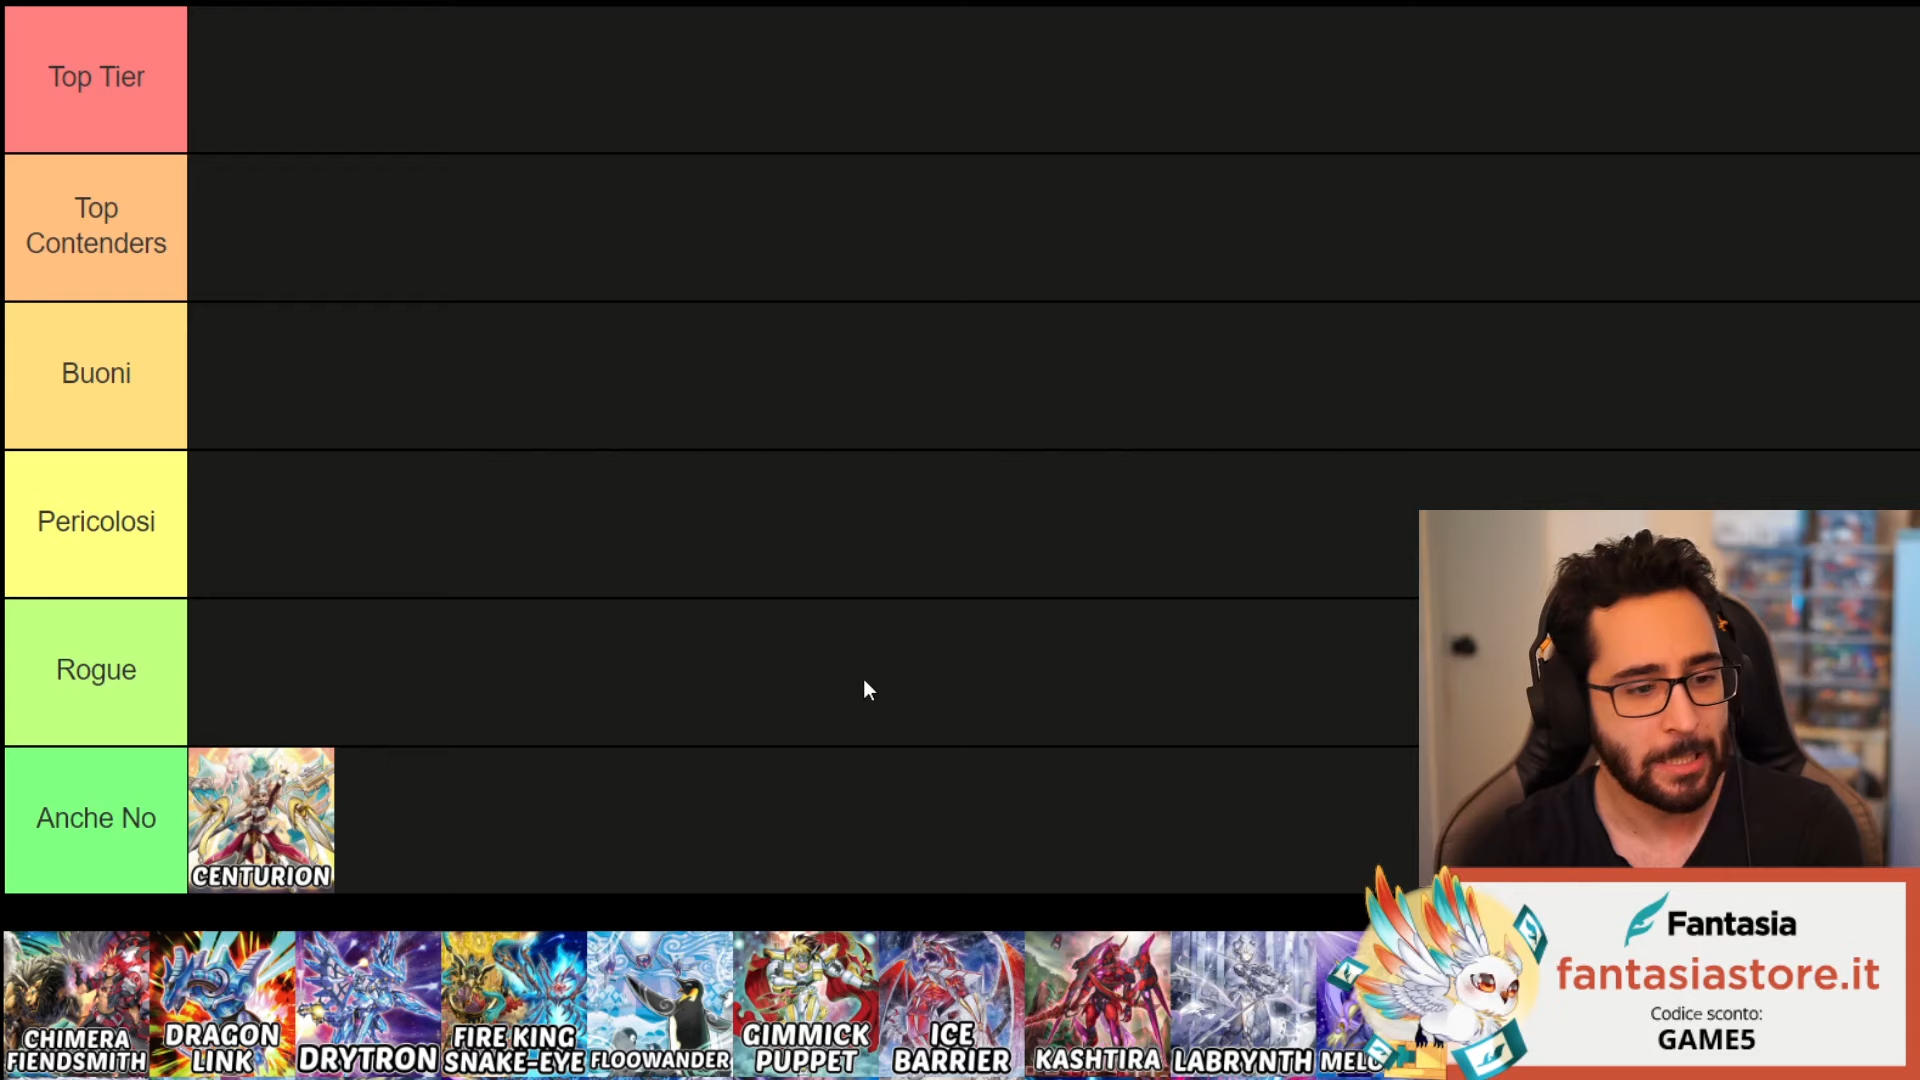 Top Tier
Top
Contenders
Buoni
Pericolosi
Rogue
Anche No
CENTURION
CHIMERA
FIENDSMITH
DRAGON
LINK
DRYTRON
FIRE KING
SNAKE-EYE
FLOOWANDER
GIMMICK
PUPPET
ICE
BARRIER
KASHTIRA
LABRYNTH
Fantasia
fantasiastore.it
Codice sconto:
GAME5